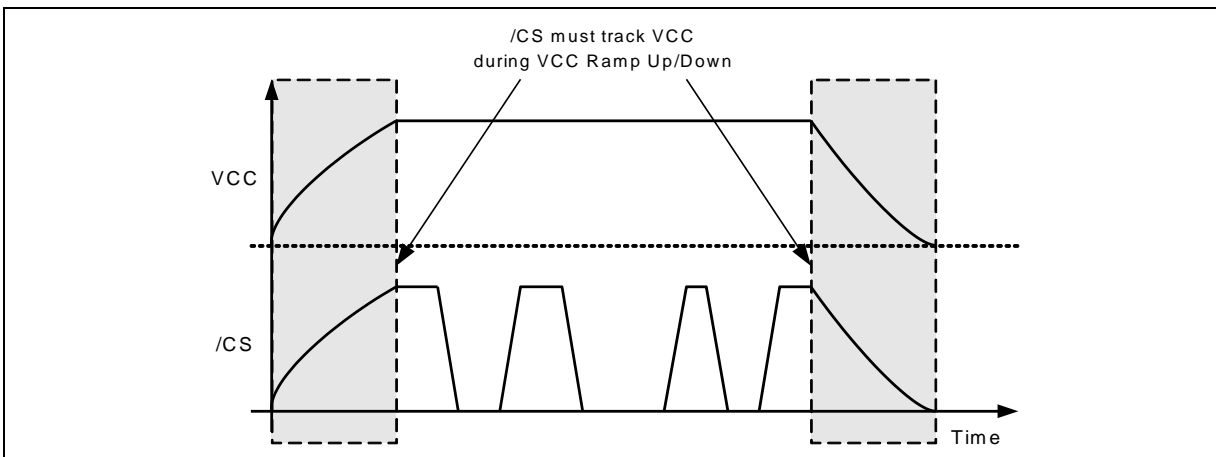 /CS must track VCC
during VCC Ramp Up/Down
VCC
/CS
Time